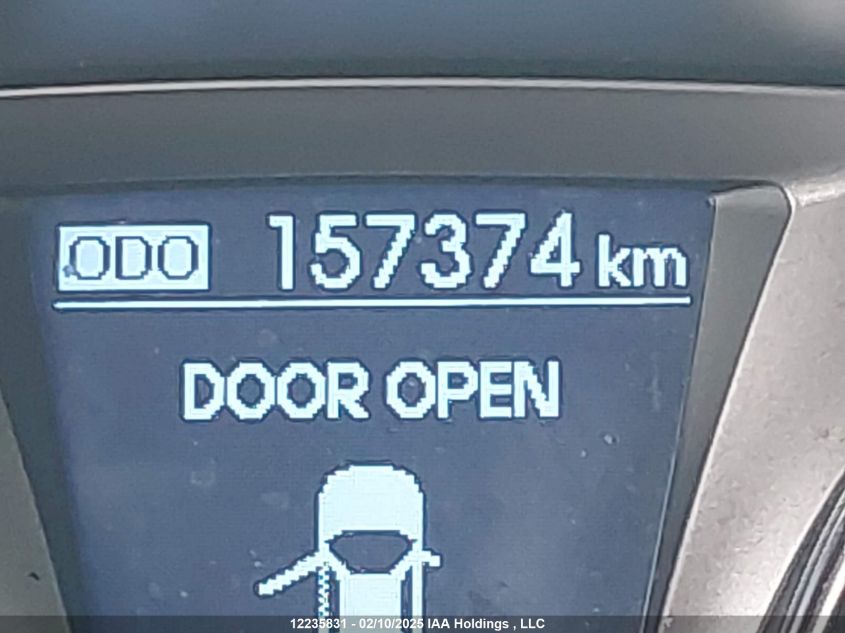 ODO 157374 km
DOOR OPEN
12235831 - 02/10/2025 IAA Holdings , LLC